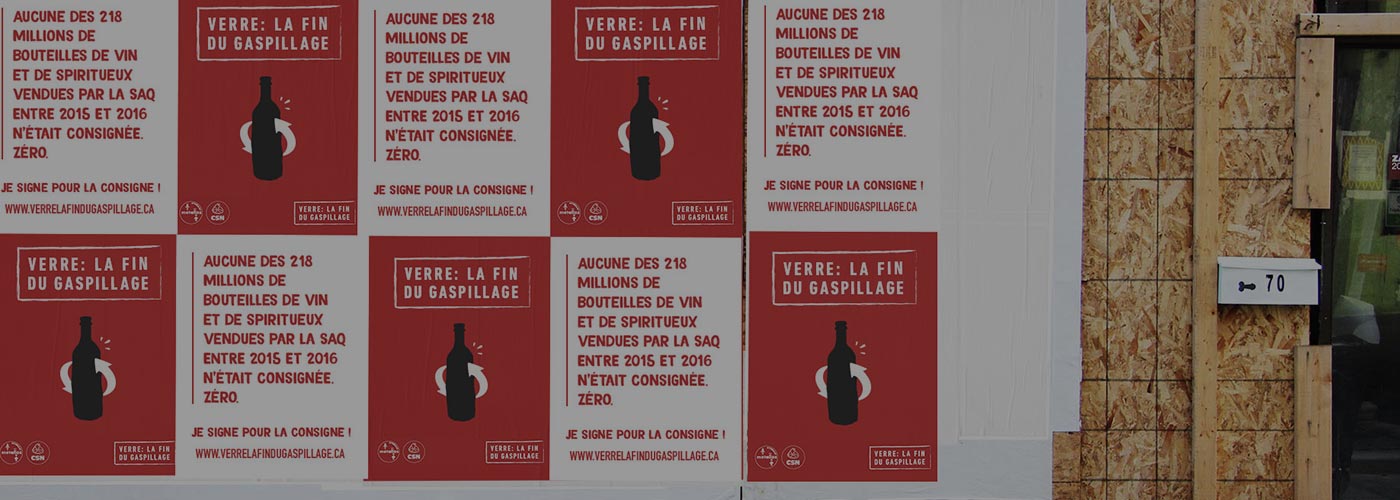 AUCUNE DES 218
MILLIONS DE
BOUTEILLES DE VIN
ET DE SPIRITUEUX
VENDUES PAR LA SAQ
ENTRE 2015 ET 2016
N'ÉTAIT CONSIGNÉE.
ZÉRO.
JE SIGNE POUR LA CONSIGNE !
WWW.VERRELAFINDUGASPILLAGE.CA
VERRE: LA FIN
DU GASPILLAGE
CSN
VERRE: LA FIN
DU GASPILLAGE
AUCUNE DES 218
MILLIONS DE
BOUTEILLES DE VIN
ET DE SPIRITUEUX
VENDUES PAR LA SAQ
ENTRE 2015 ET 2016
N'ÉTAIT CONSIGNÉE.
ZÉRO.
JE SIGNE POUR LA CONSIGNE !
WWW.VERRELAFINDUGASPILLAGE.CA
VERRE: LA FIN
DU GASPILLAGE
CSN
VERRE: LA FIN
DU GASPILLAGE
AUCUNE DES 218
MILLIONS DE
BOUTEILLES DE VIN
ET DE SPIRITUEUX
VENDUES PAR LA SAQ
ENTRE 2015 ET 2016
N'ÉTAIT CONSIGNÉE.
ZÉRO.
JE SIGNE POUR LA CONSIGNE !
WWW.VERRELAFINDUGASPILLAGE.CA
VERRE: LA FIN
DU GASPILLAGE
CSN
VERRE: LA FIN
DU GASPILLAGE
AUCUNE DES 218
MILLIONS DE
BOUTEILLES DE VIN
ET DE SPIRITUEUX
VENDUES PAR LA SAQ
ENTRE 2015 ET 2016
N'ÉTAIT CONSIGNÉE.
ZÉRO.
JE SIGNE POUR LA CONSIGNE !
WWW.VERRELAFINDUGASPILLAGE.CA
VERRE: LA FIN
DU GASPILLAGE
CSN
VERRE: LA FIN
DU GASPILLAGE
AUCUNE DES 218
MILLIONS DE
BOUTEILLES DE VIN
ET DE SPIRITUEUX
VENDUES PAR LA SAQ
ENTRE 2015 ET 2016
N'ÉTAIT CONSIGNÉE.
ZÉRO.
JE SIGNE POUR LA CONSIGNE !
WWW.VERRELAFINDUGASPILLAGE.CA
VERRE: LA FIN
DU GASPILLAGE
CSN
VERRE: LA FIN
DU GASPILLAGE
70